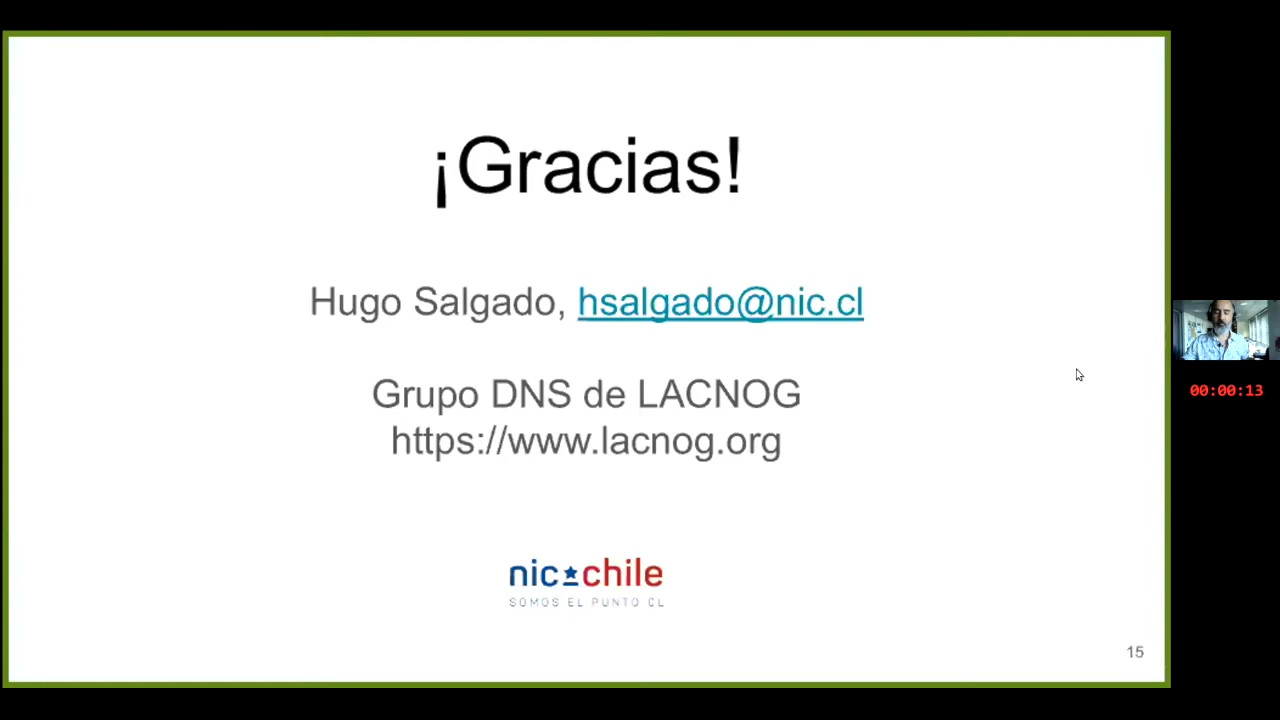 ¡Gracias!
Hugo Salgado, hsalgado@nic.cl
Grupo DNS de LACNOG
https://www.lacnog.org
nic chile
SOMOS EL PUNTO CL
15
00:00:13